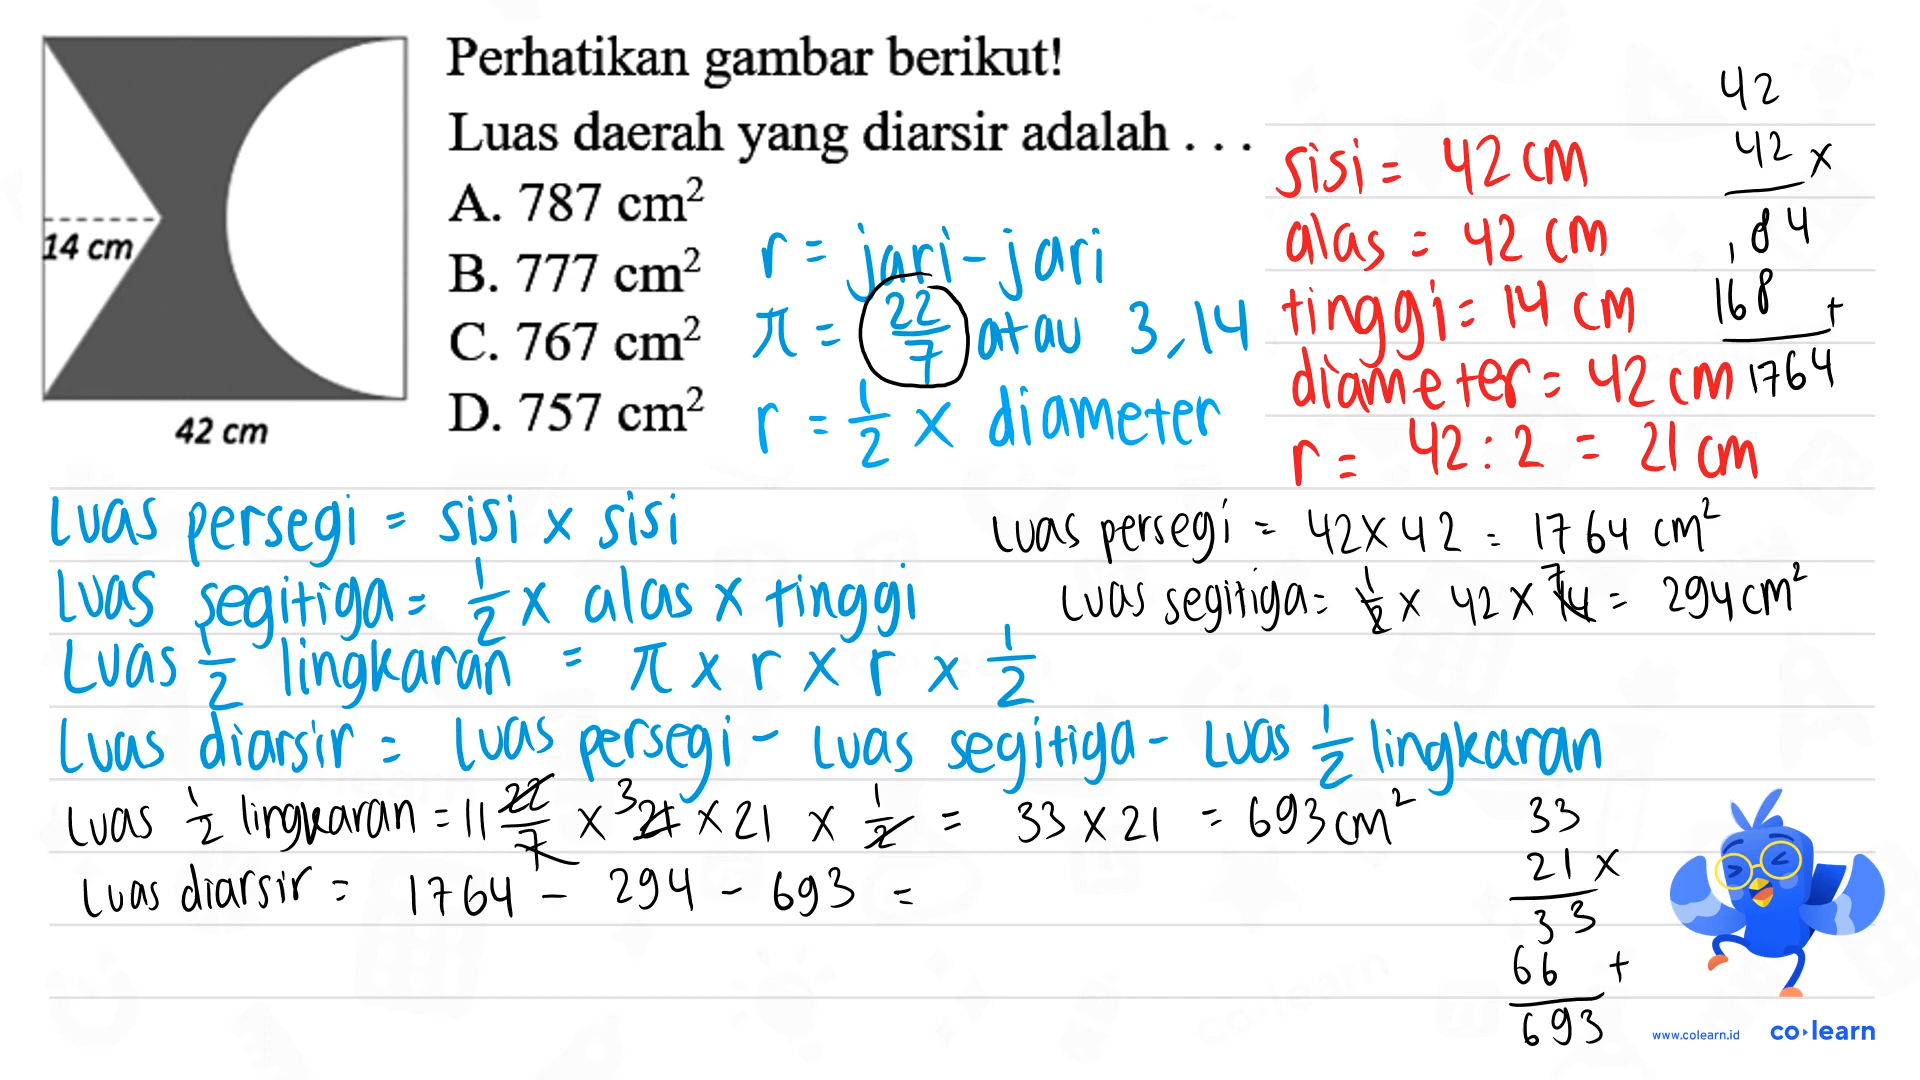 Perhatikan gambar berikut!
Luas daerah yang diarsir adalah . . .
A. 787 cm²
B. 777 cm²
C. 767 cm²
D. 757 cm²
14 cm
42 cm
r = jari-jari
π = 22/7 atau 3,14
r = 1/2 x diameter
sisi = 42 cm
alas = 42 cm
tinggi = 14 cm
diameter = 42 cm
r = 42 : 2 = 21 cm
42
42 x
84
168 +
1764
Luas persegi = sisi x sisi
Luas segitiga = 1/2 x alas x tinggi
Luas 1/2 lingkaran = π x r x r x 1/2
Luas diarsir = Luas persegi - Luas segitiga - Luas 1/2 lingkaran
Luas persegi = 42 x 42 = 1764 cm²
Luas segitiga = 1/2 x 42 x 14 7 = 294 cm²
Luas 1/2 lingkaran = 11 22/7 x 3 21 x 21 x 1/2 = 33 x 21 = 693 cm²
Luas diarsir = 1764 - 294 - 693 =
33
21 x
33
66 +
693
www.colearn.id
co·learn